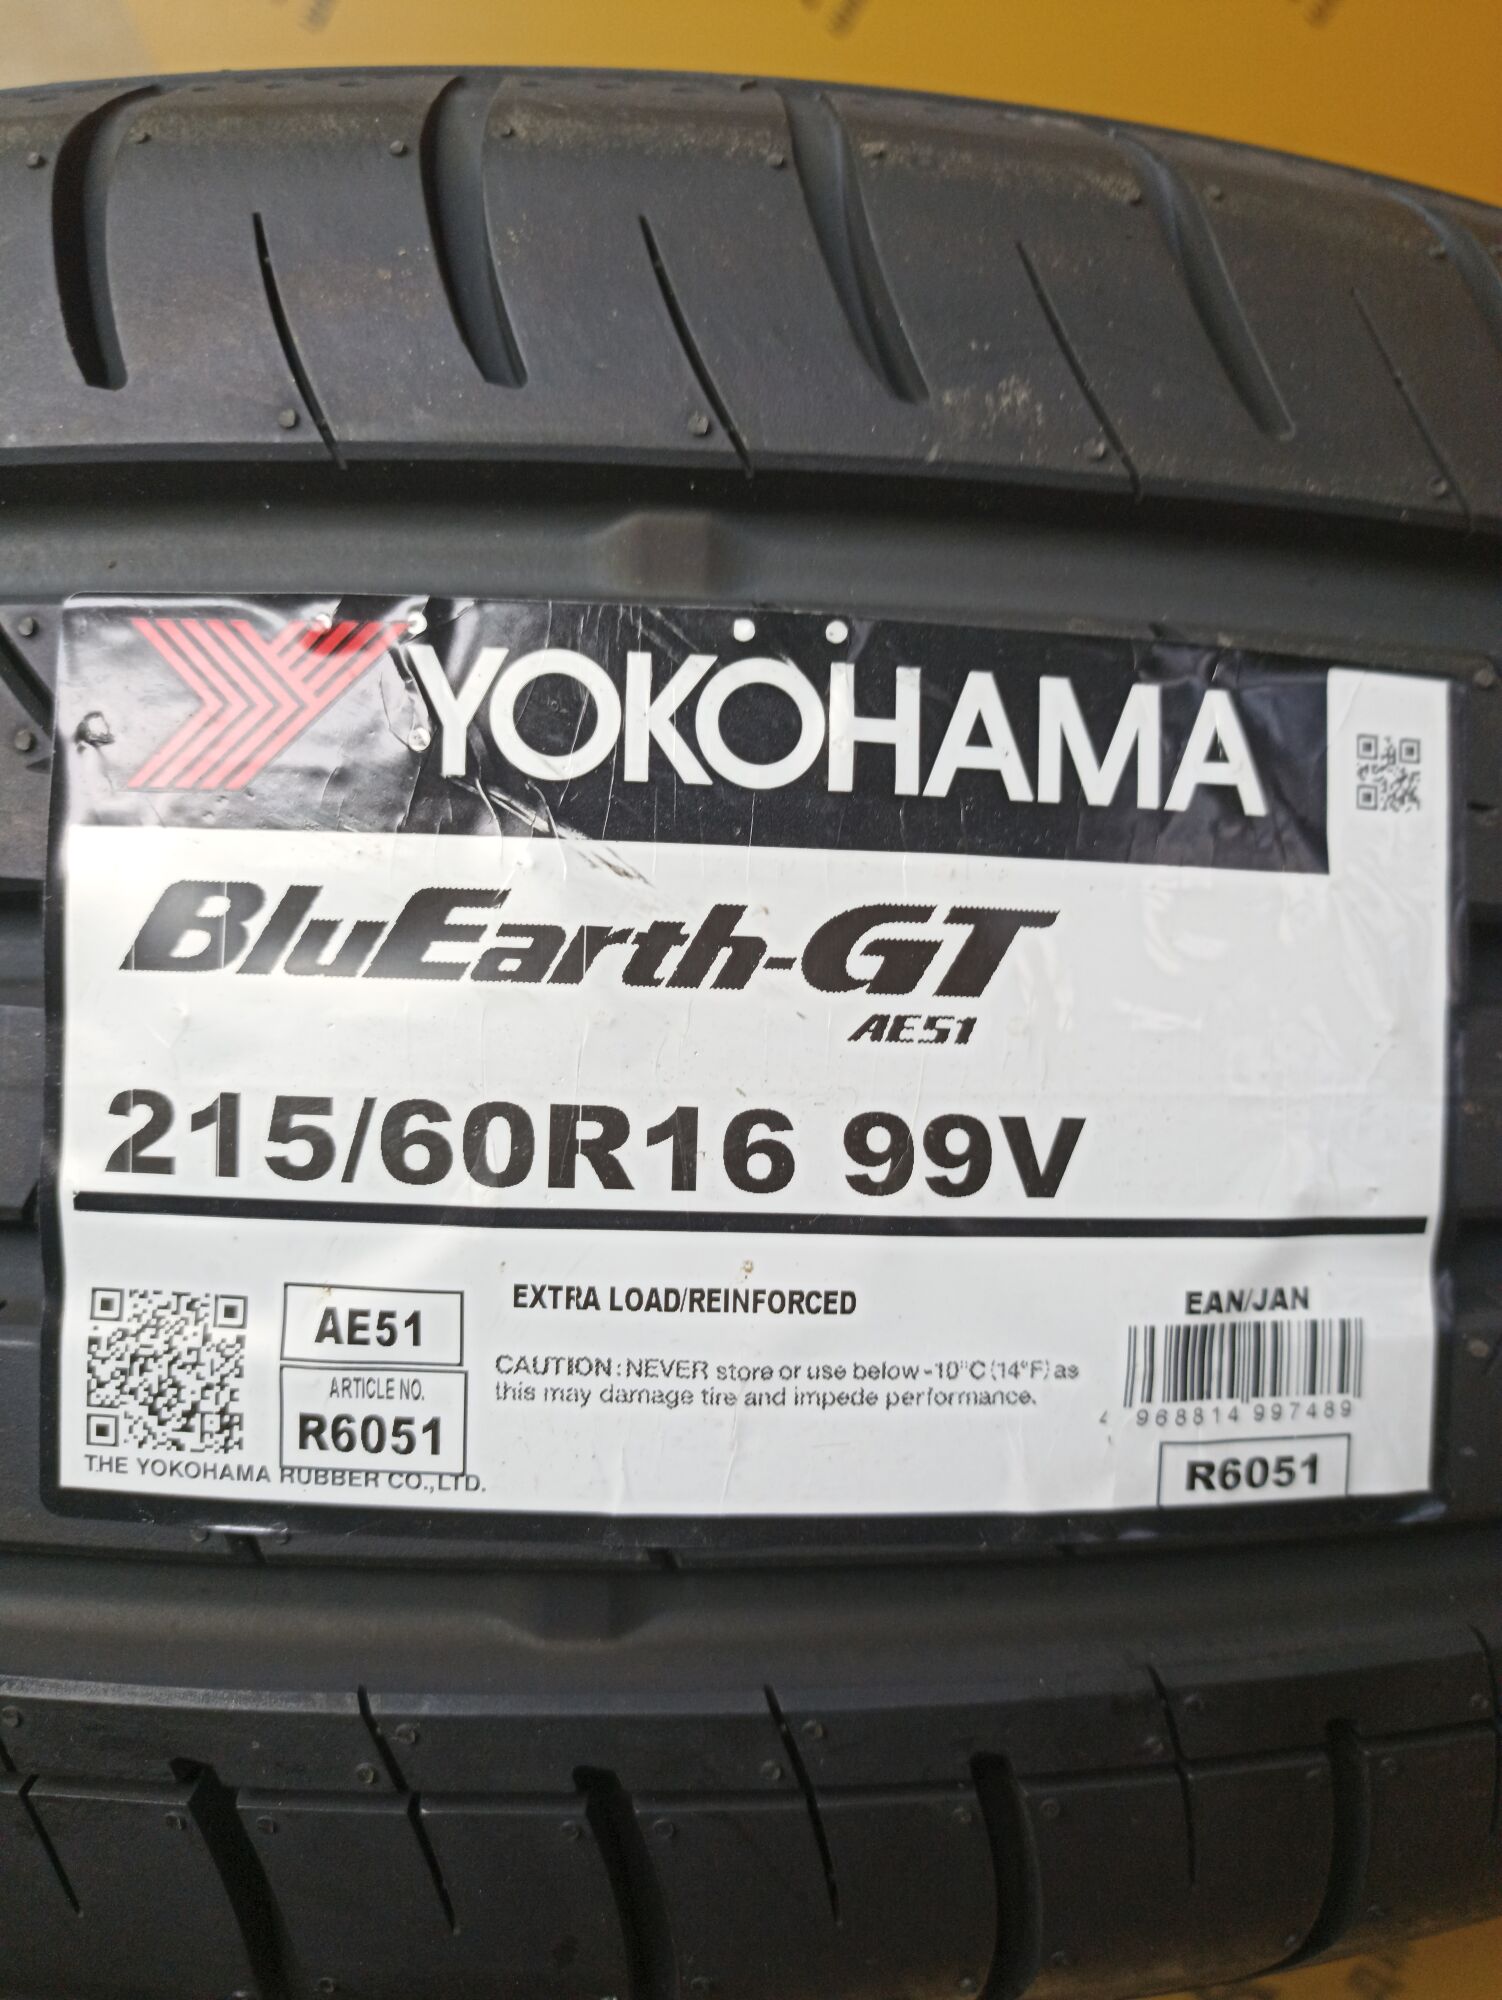 YOKOHAMA
BluEarth-GT
AE51
215/60R16 99V
AE51
ARTICLE NO.
R6051
THE YOKOHAMA RUBBER CO.,LTD.
EXTRA LOAD/REINFORCED
CAUTION:NEVER store or use below -10°C(14°F) as
this may damage tire and impede performance.
EAN/JAN
4 968814 997489
R6051